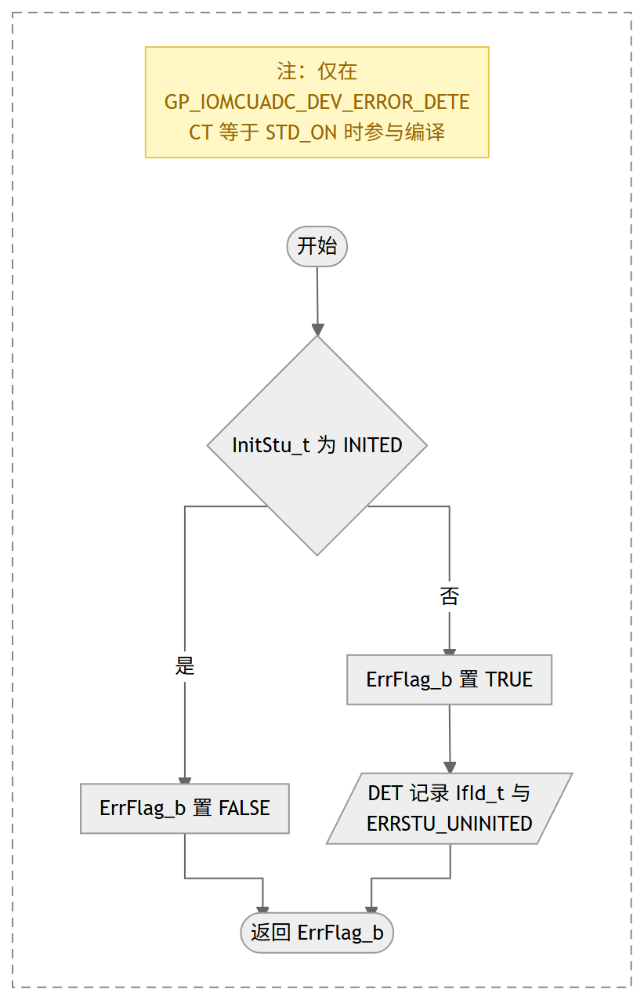 注：仅在
GP_IOMCUADC_DEV_ERROR_DETE
CT 等于 STD_ON 时参与编译
开始
InitStu_t 为 INITED
否
是
ErrFlag_b 置 TRUE
DET 记录 IfId_t 与
ERRSTU_UNINITED
ErrFlag_b 置 FALSE
返回 ErrFlag_b